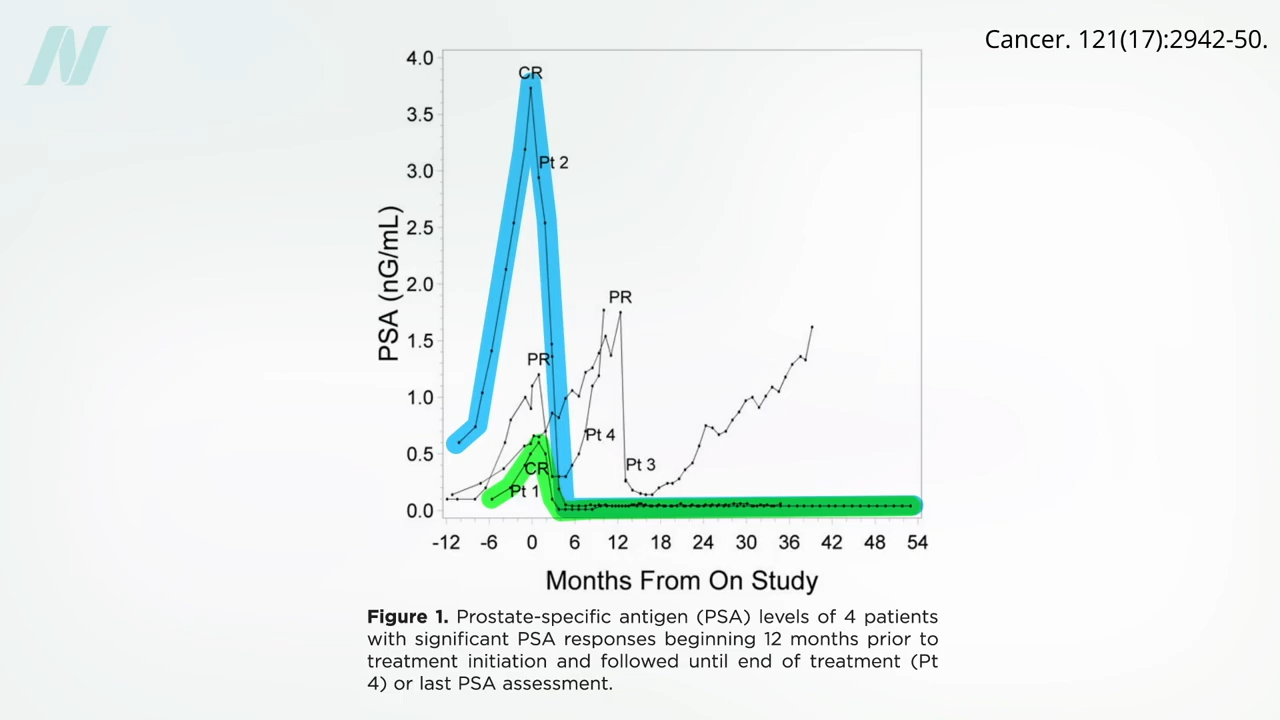 N
Cancer. 121(17):2942-50.
4.0
CR
3.5
Pt 2
3.0
2.5
2.0
PR
1.5
PR
1.0
Pt 4
0.5
Pt 3
CR
Pt 1
0.0
PSA (nG/mL)
-12 -6 0 6 12 18 24 30 36 42 48 54
Months From On Study
Figure 1. Prostate-specific antigen (PSA) levels of 4 patients
with significant PSA responses beginning 12 months prior to
treatment initiation and followed until end of treatment (Pt
4) or last PSA assessment.